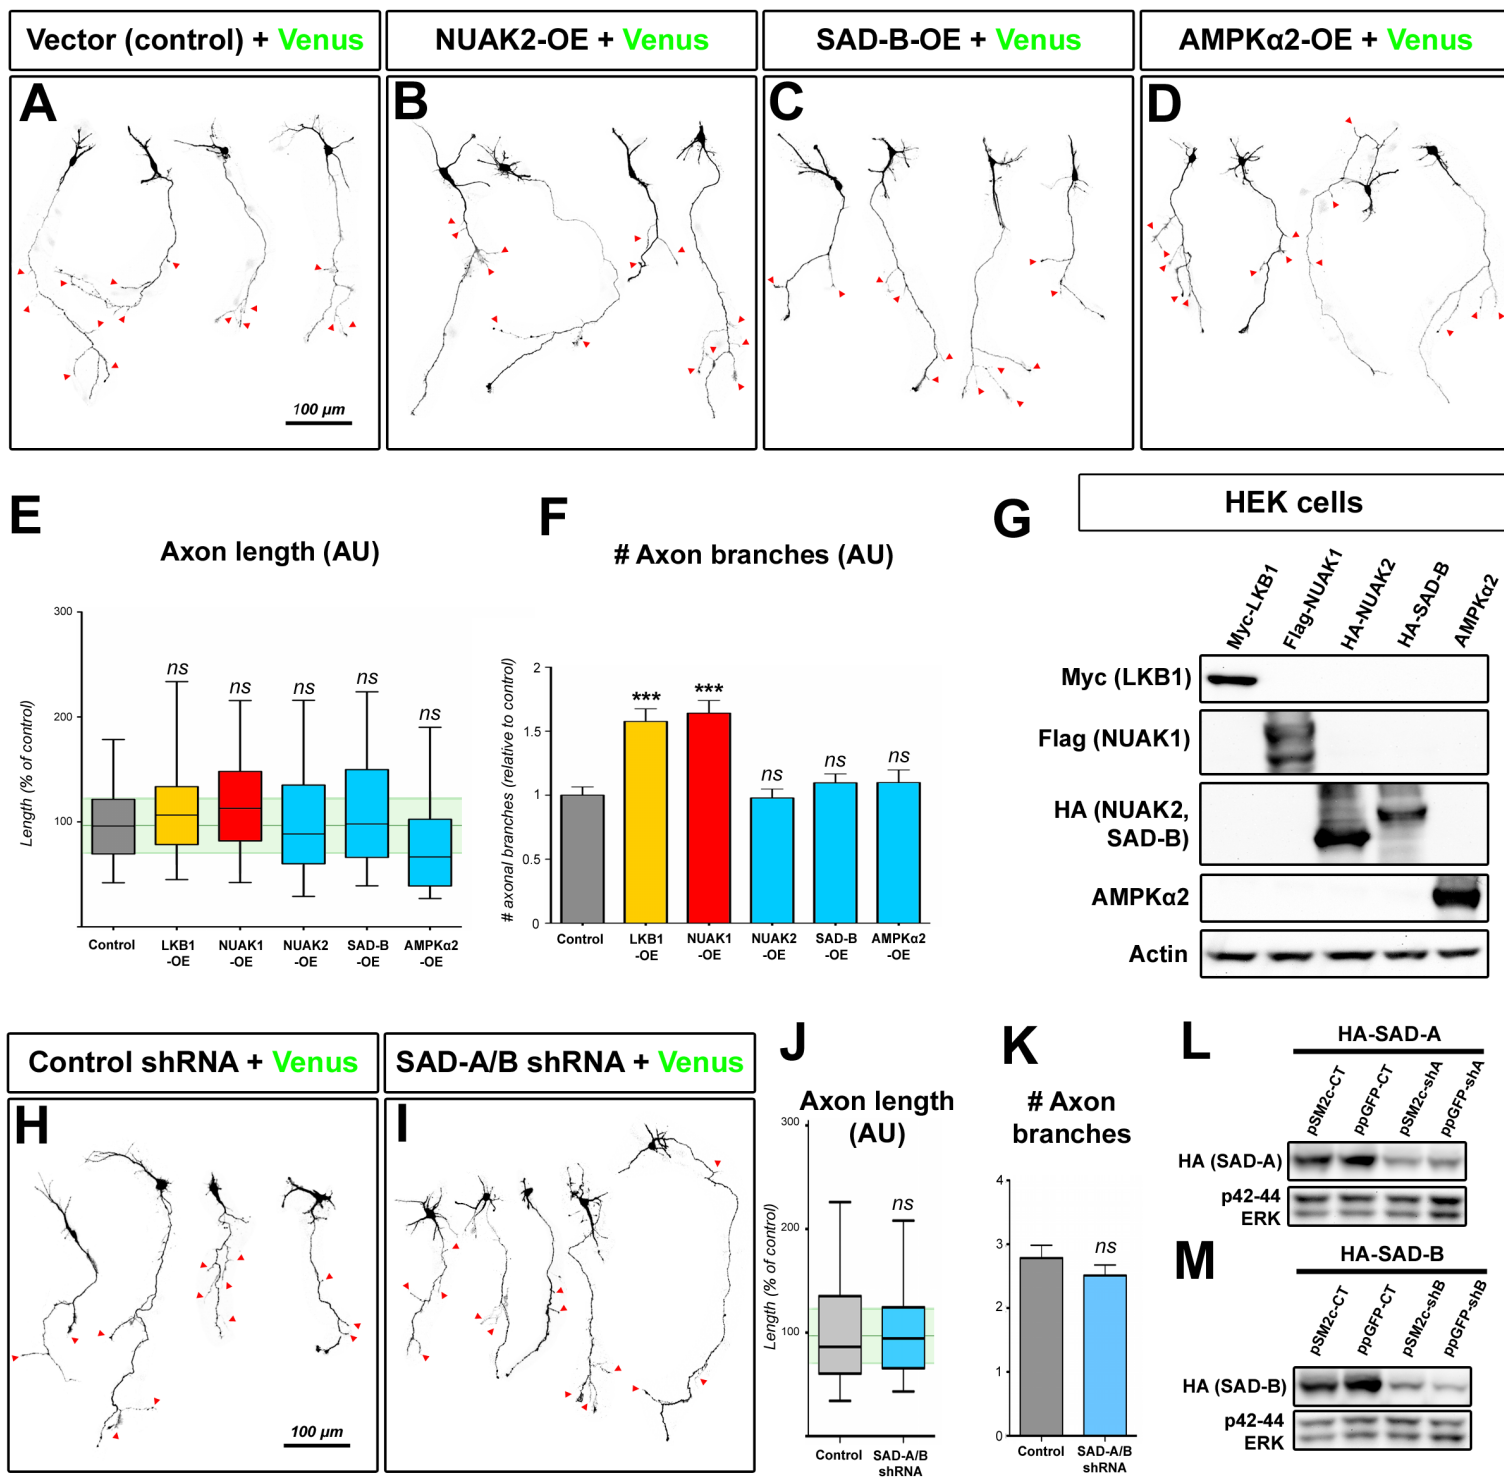 Vector (control) + Venus
NUAK2-OE + Venus
SAD-B-OE + Venus
AMPKα2-OE + Venus
A
B
C
D
100 µm
E
Axon length (AU)
Length (% of control)
300
200
100
ns
ns
ns
ns
ns
Control
LKB1
-OE
NUAK1
-OE
NUAK2
-OE
SAD-B
-OE
AMPKα2
-OE
F
# Axon branches (AU)
# axonal branches (relative to control)
2
1.5
1
0.5
0
***
***
ns
ns
ns
Control
LKB1
-OE
NUAK1
-OE
NUAK2
-OE
SAD-B
-OE
AMPKα2
-OE
G
HEK cells
Myc-LKB1
Flag-NUAK1
HA-NUAK2
HA-SAD-B
AMPKα2
Myc (LKB1)
Flag (NUAK1)
HA (NUAK2,
SAD-B)
AMPKα2
Actin
Control shRNA + Venus
SAD-A/B shRNA + Venus
H
I
100 µm
J
Axon length
(AU)
Length (% of control)
300
200
100
ns
Control
SAD-A/B
shRNA
K
# Axon
branches
4
3
2
1
0
ns
Control
SAD-A/B
shRNA
L
HA-SAD-A
pSM2c-CT
ppGFP-CT
pSM2c-shA
ppGFP-shA
HA (SAD-A)
p42-44
ERK
M
HA-SAD-B
pSM2c-CT
ppGFP-CT
pSM2c-shB
ppGFP-shB
HA (SAD-B)
p42-44
ERK